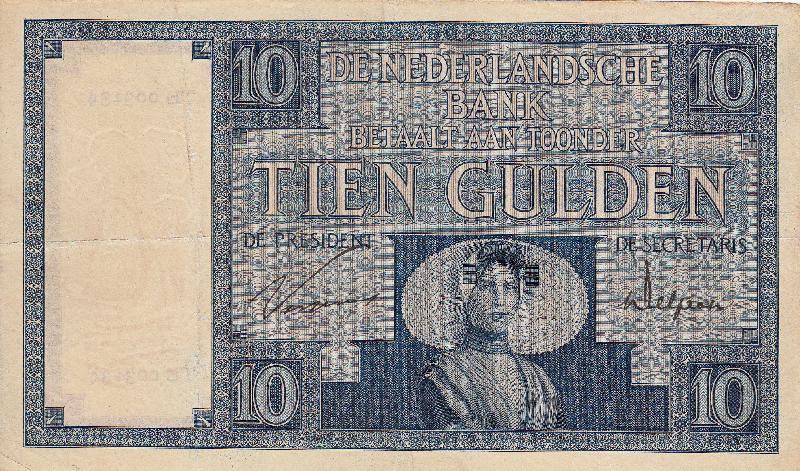 10 DE NEDERLANDSCHE 10
BANK
BETAALT AAN TOONDER
TIEN GULDEN
DE PRESIDENT DE SECRETARIS
10 10